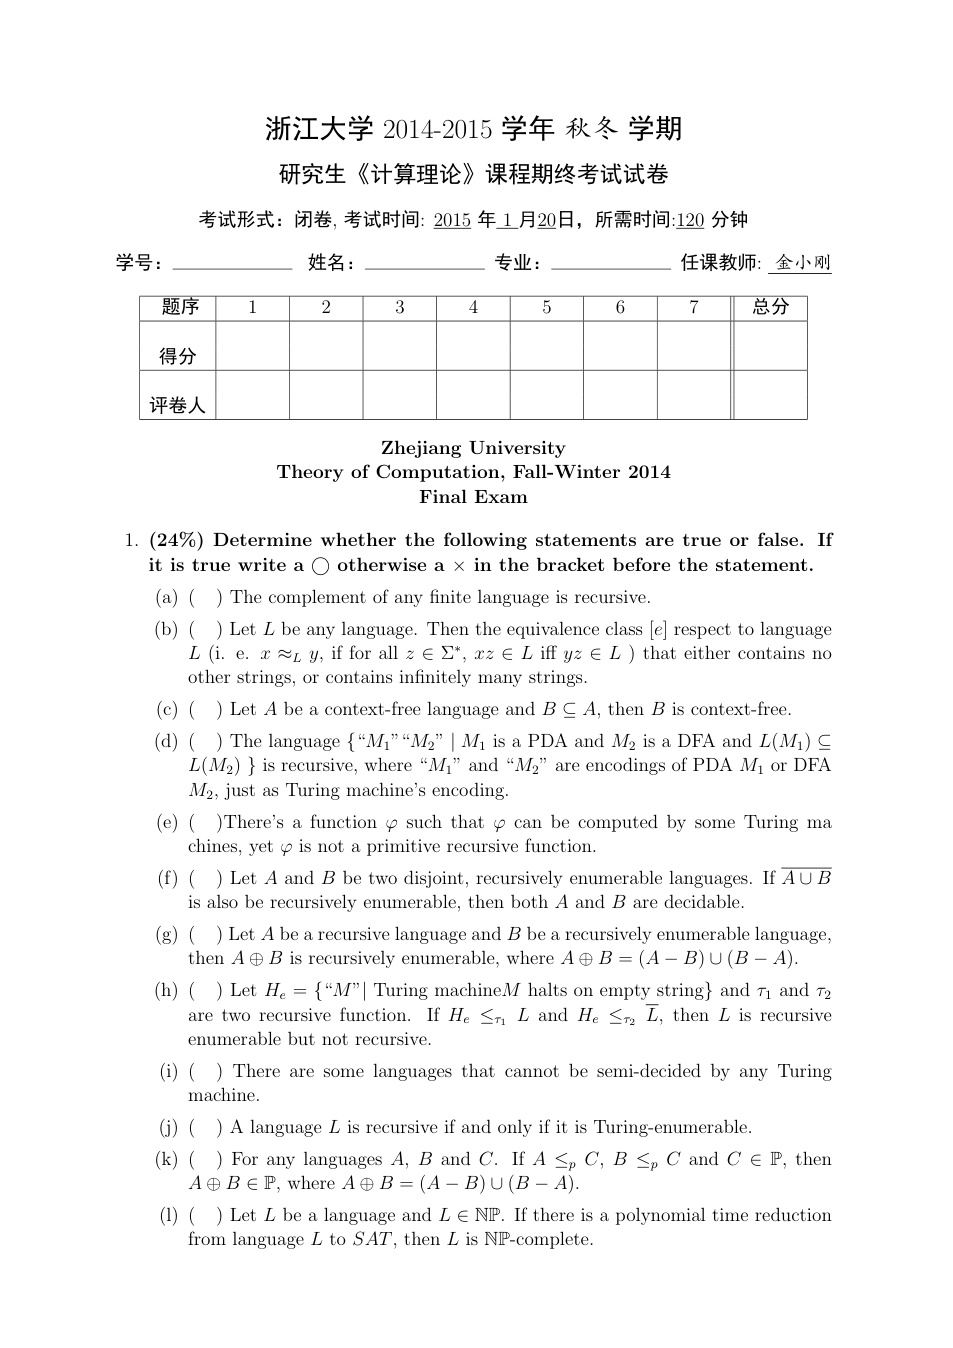 浙江大学 2014-2015 学年 秋冬 学期
研究生《计算理论》课程期终考试试卷
考试形式：闭卷, 考试时间: 2015 年 1 月20日，所需时间:120 分钟
学号： 姓名： 专业： 任课教师: 金小刚
题序 1 2 3 4 5 6 7 总分
得分
评卷人
Zhejiang University
Theory of Computation, Fall-Winter 2014
Final Exam
1. (24%) Determine whether the following statements are true or false. If
it is true write a ◯ otherwise a × in the bracket before the statement.
(a) ( ) The complement of any finite language is recursive.
(b) ( ) Let L be any language. Then the equivalence class [e] respect to language
L (i. e. x ≈_L y, if for all z ∈ Σ*, xz ∈ L iff yz ∈ L ) that either contains no
other strings, or contains infinitely many strings.
(c) ( ) Let A be a context-free language and B ⊆ A, then B is context-free.
(d) ( ) The language {“M₁”“M₂” | M₁ is a PDA and M₂ is a DFA and L(M₁) ⊆
L(M₂) } is recursive, where “M₁” and “M₂” are encodings of PDA M₁ or DFA
M₂, just as Turing machine's encoding.
(e) ( )There's a function φ such that φ can be computed by some Turing ma
chines, yet φ is not a primitive recursive function.
(f) ( ) Let A and B be two disjoint, recursively enumerable languages. If \overline{A ∪ B}
is also be recursively enumerable, then both A and B are decidable.
(g) ( ) Let A be a recursive language and B be a recursively enumerable language,
then A ⊕ B is recursively enumerable, where A ⊕ B = (A − B) ∪ (B − A).
(h) ( ) Let H_e = {“M”| Turing machineM halts on empty string} and τ₁ and τ₂
are two recursive function. If H_e ≤_{τ₁} L and H_e ≤_{τ₂} \overline{L}, then L is recursive
enumerable but not recursive.
(i) ( ) There are some languages that cannot be semi-decided by any Turing
machine.
(j) ( ) A language L is recursive if and only if it is Turing-enumerable.
(k) ( ) For any languages A, B and C. If A ≤_p C, B ≤_p C and C ∈ ℙ, then
A ⊕ B ∈ ℙ, where A ⊕ B = (A − B) ∪ (B − A).
(l) ( ) Let L be a language and L ∈ ℕℙ. If there is a polynomial time reduction
from language L to SAT, then L is ℕℙ-complete.